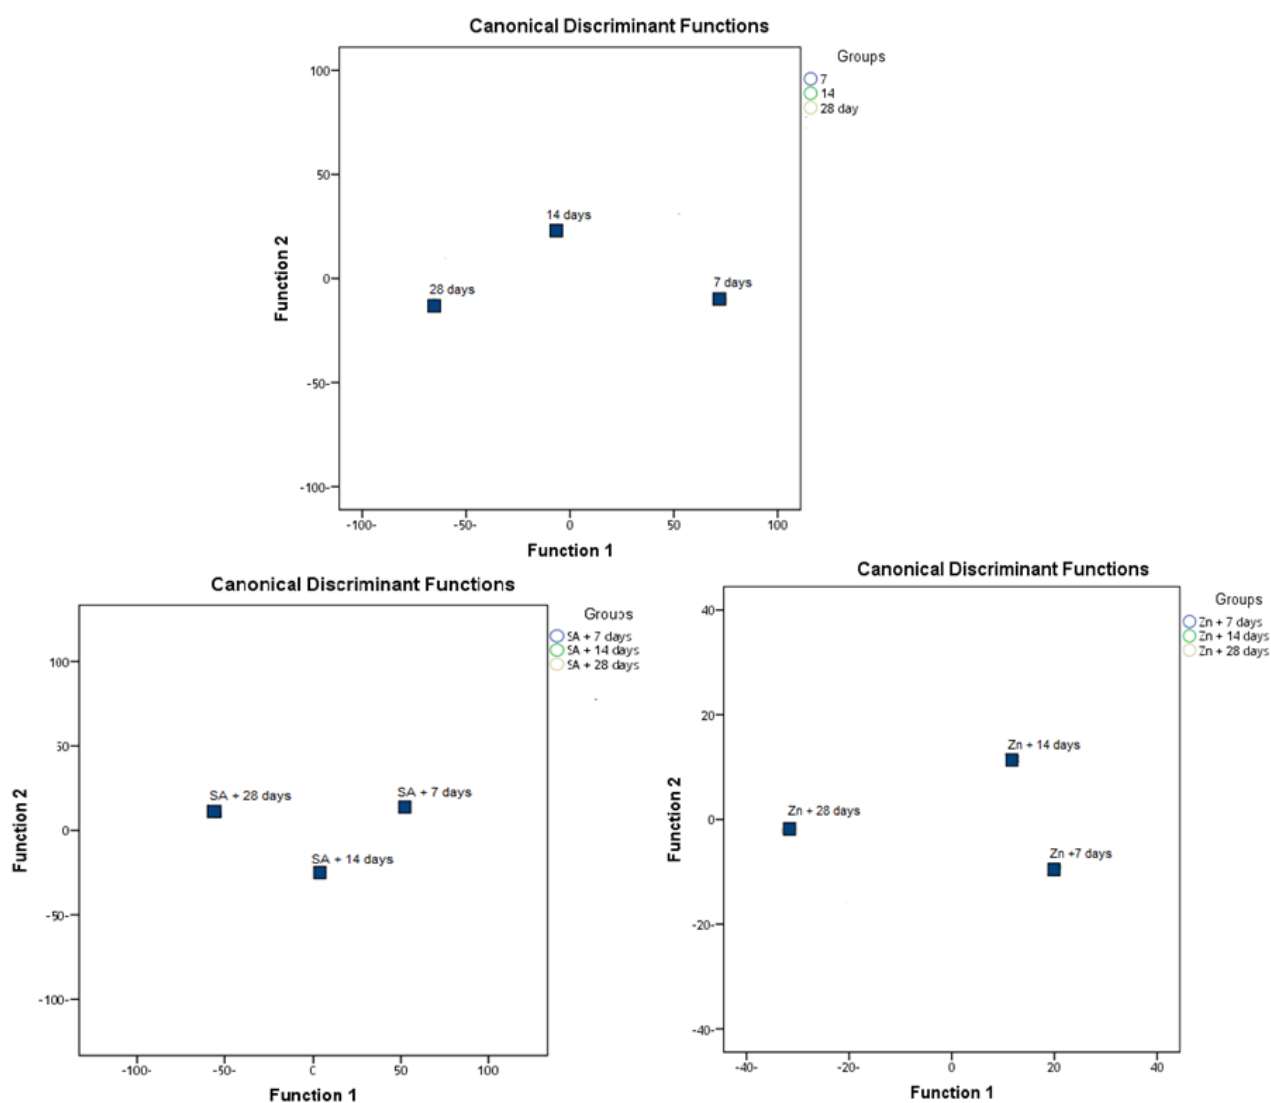 Canonical Discriminant Functions
Groups
7
14
28 day
100
50
0
-50-
-100-
Function 2
14 days
28 days
7 days
-100-
-50-
0
50
100
Function 1
Canonical Discriminant Functions
Groups
SA + 7 days
SA + 14 days
SA + 28 days
100
50
0
-50-
-100-
Function 2
SA + 28 days
SA + 7 days
SA + 14 days
-100-
-50-
0
50
100
Function 1
Canonical Discriminant Functions
Groups
Zn + 7 days
Zn + 14 days
Zn + 28 days
40
20
0
-20-
-40-
Function 2
Zn + 14 days
Zn + 28 days
Zn +7 days
-40-
-20-
0
20
40
Function 1